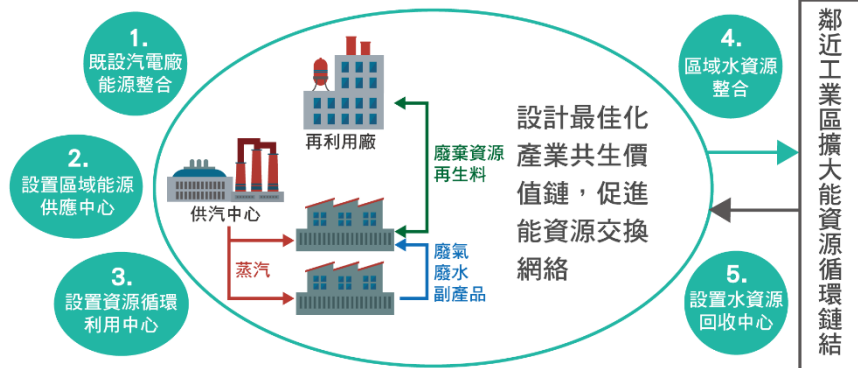 1.
既設汽電廠
能源整合
2.
設置區域能源
供應中心
3.
設置資源循環
利用中心
再利用廠
供汽中心
蒸汽
廢棄資源
再生料
廢氣
廢水
副產品
設計最佳化
產業共生價
值鏈，促進
能資源交換
網絡
4.
區域水資源
整合
5.
設置水資源
回收中心
鄰近工業區擴大能資源循環鏈結